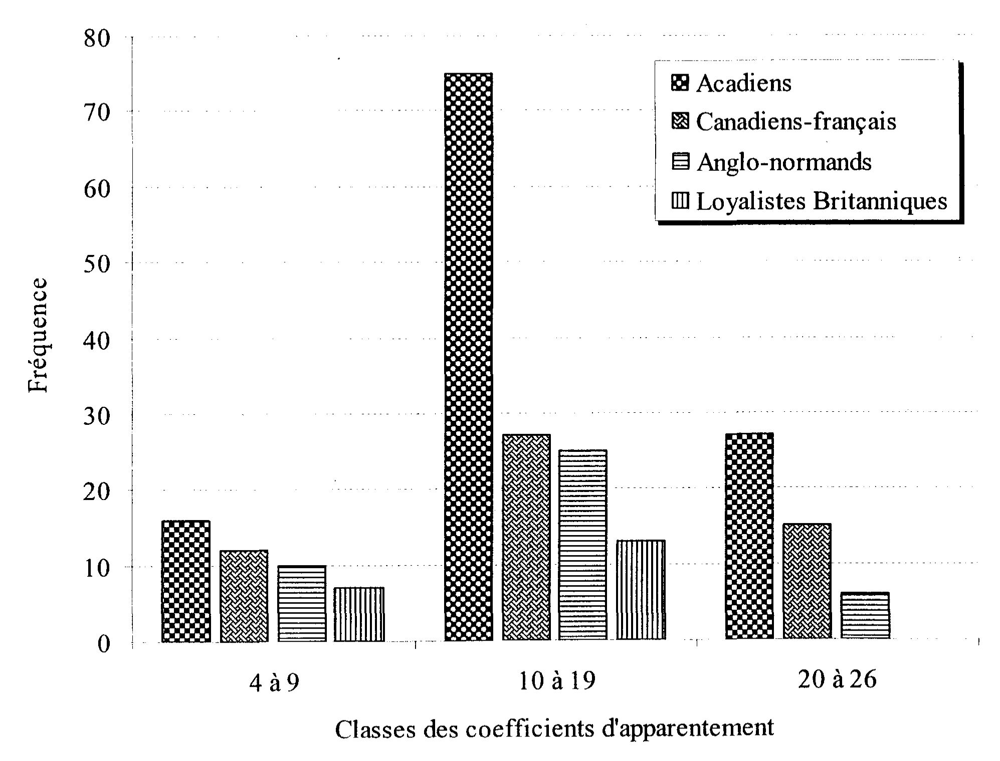 80
70
60
50
40
30
20
10
0
Fréquence
Acadiens
Canadiens-français
Anglo-normands
Loyalistes Britanniques
4 à 9
10 à 19
20 à 26
Classes des coefficients d'apparentement